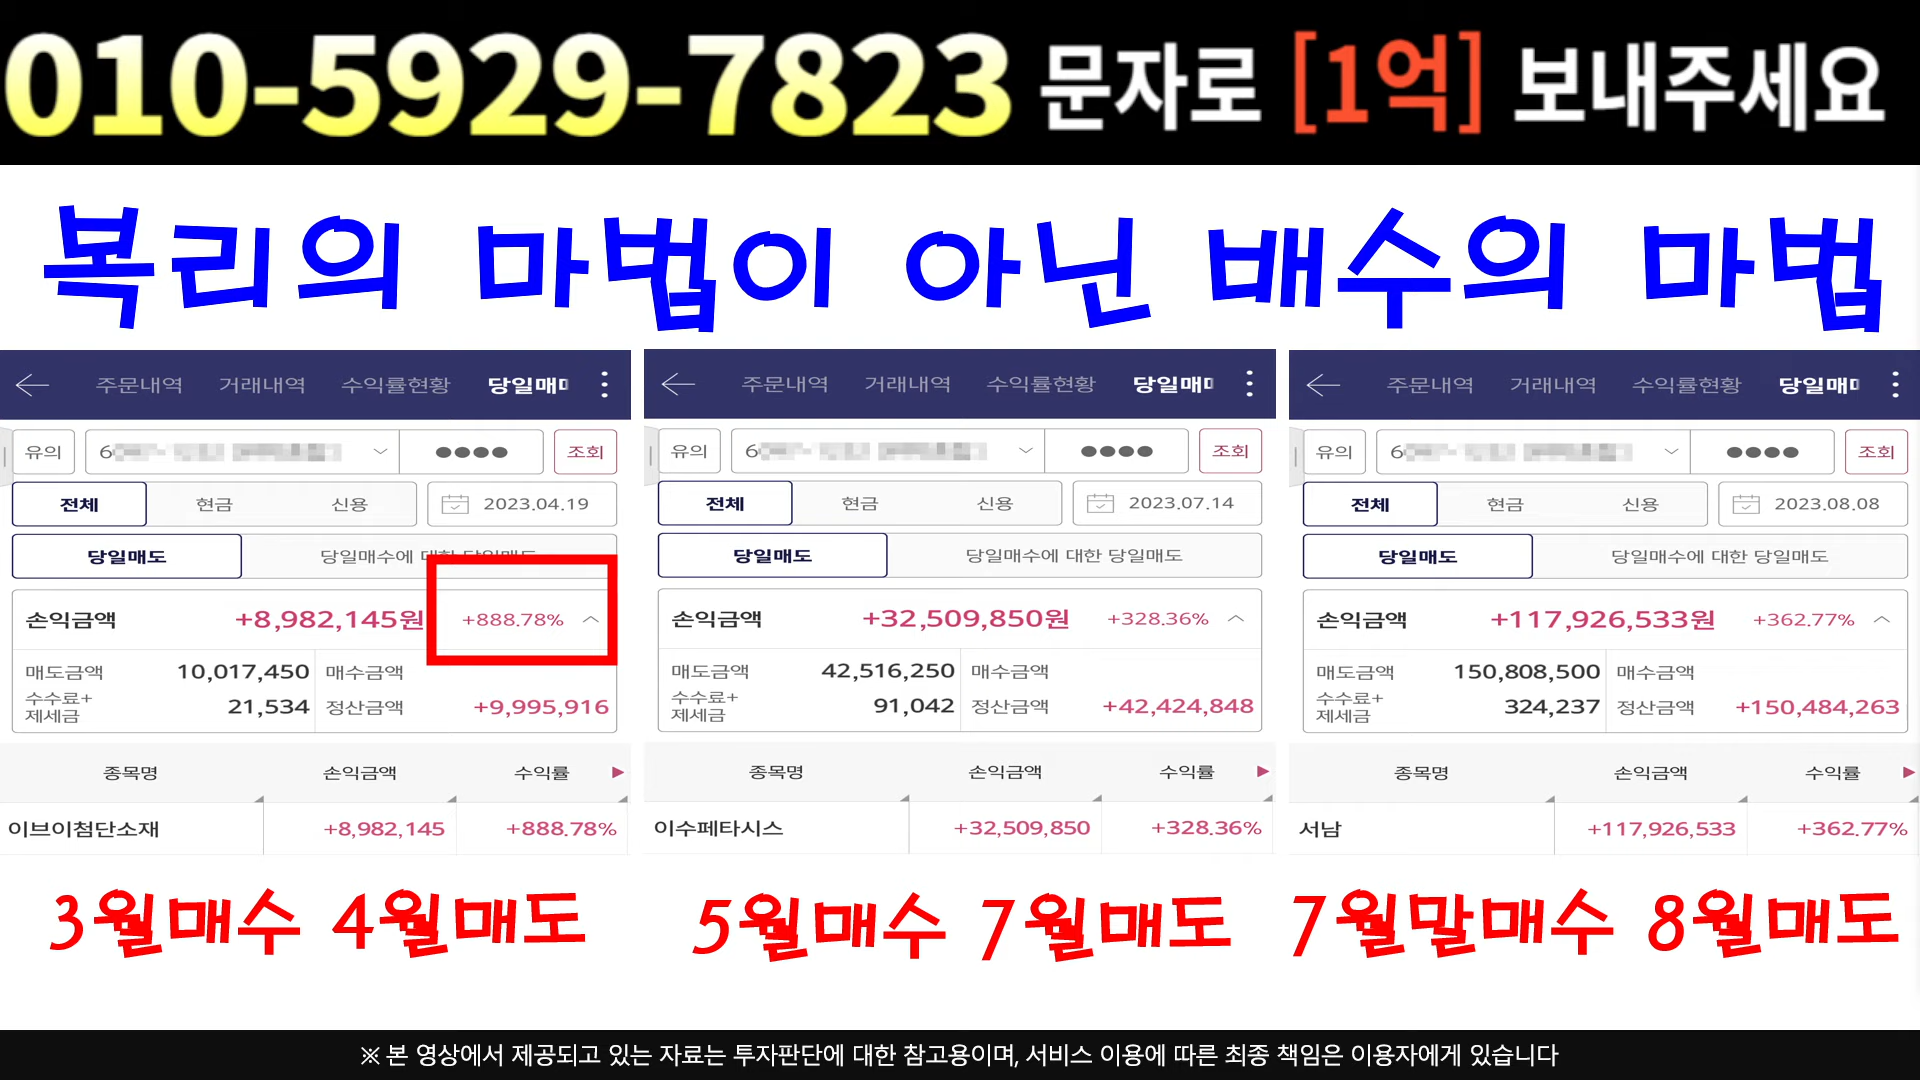 010-5929-7823 문자로 [1억] 보내주세요
복리의 마법이 아닌 배수의 마법
주문내역 거래내역 수익률현황 당일매
유의 6 ●●●● 조회
전체 현금 신용 2023.04.19
당일매도 당일매수에 대한 당일매도
손익금액 +8,982,145원 +888.78%
매도금액 10,017,450 매수금액
수수료+
제세금 21,534 정산금액 +9,995,916
종목명 손익금액 수익률
이브이첨단소재 +8,982,145 +888.78%
3월매수 4월매도
주문내역 거래내역 수익률현황 당일매
유의 6 ●●●● 조회
전체 현금 신용 2023.07.14
당일매도 당일매수에 대한 당일매도
손익금액 +32,509,850원 +328.36%
매도금액 42,516,250 매수금액
수수료+
제세금 91,042 정산금액 +42,424,848
종목명 손익금액 수익률
이수페타시스 +32,509,850 +328.36%
5월매수 7월매도
주문내역 거래내역 수익률현황 당일매
유의 6 ●●●● 조회
전체 현금 신용 2023.08.08
당일매도 당일매수에 대한 당일매도
손익금액 +117,926,533원 +362.77%
매도금액 150,808,500 매수금액
수수료+
제세금 324,237 정산금액 +150,484,263
종목명 손익금액 수익률
서남 +117,926,533 +362.77%
7월말매수 8월매도
※ 본 영상에서 제공되고 있는 자료는 투자판단에 대한 참고용이며, 서비스 이용에 따른 최종 책임은 이용자에게 있습니다